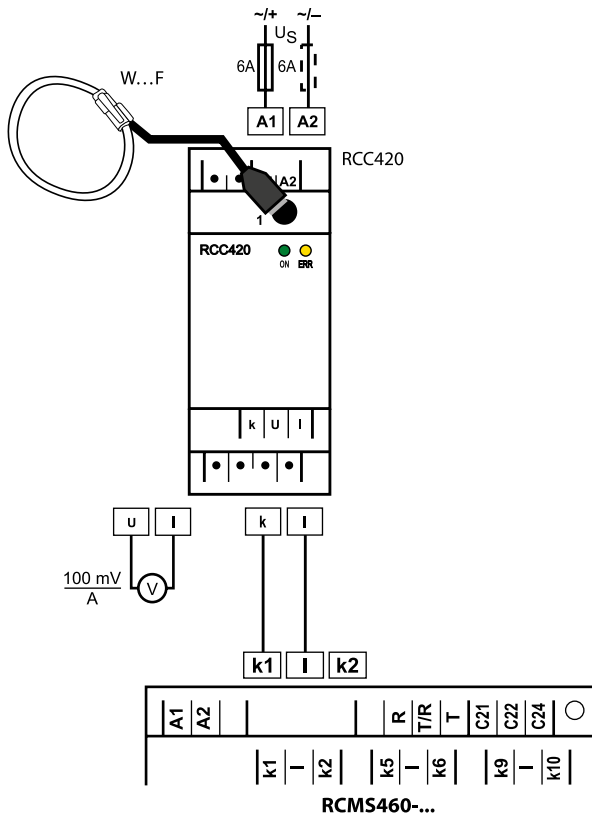 ~/+ ~/–
U_S
6A 6A
W...F
A1 A2
RCC420
A2
1
RCC420
ON ERR
k U l
U l
k l
100 mV
A
V
k1 l k2
A1 A2 R T/R T C21 C22 C24
k1 l k2 k5 l k6 k9 l k10
RCMS460-...